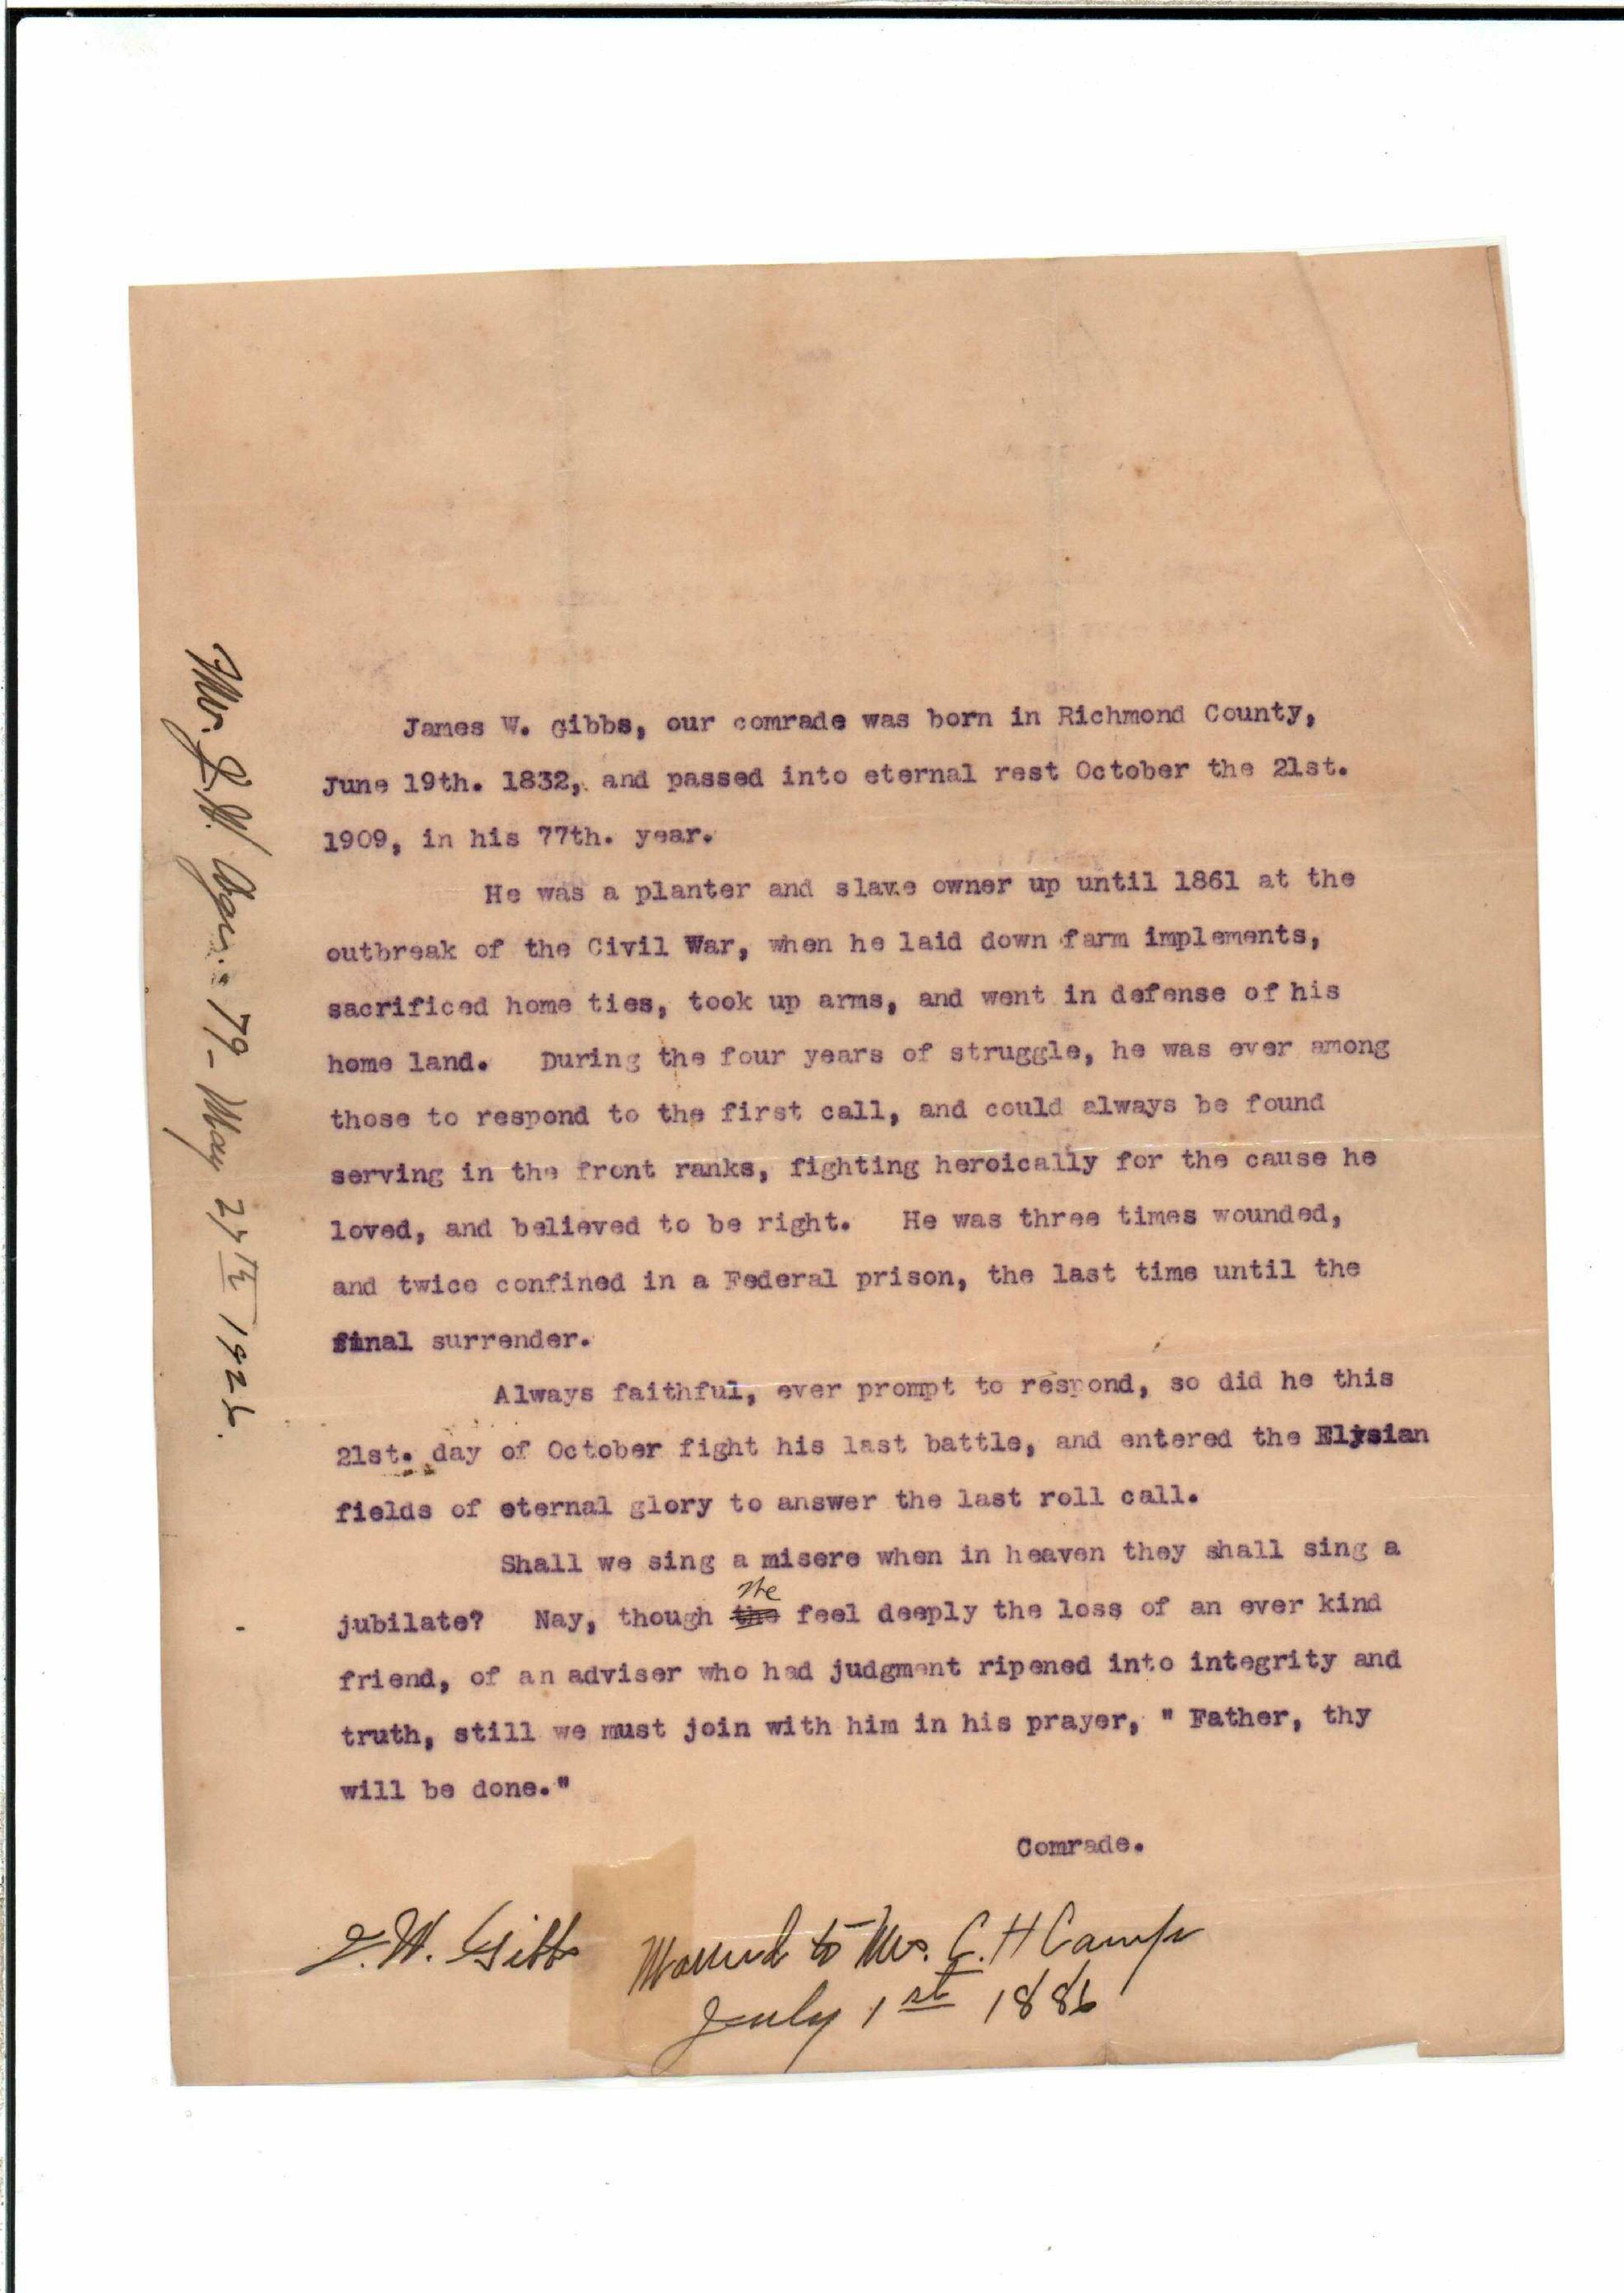 James W. Gibbs, our comrade was born in Richmond County,
June 19th. 1832, and passed into eternal rest October the 21st.
1909, in his 77th. year.
He was a planter and slave owner up until 1861 at the
outbreak of the Civil War, when he laid down farm implements,
sacrificed home ties, took up arms, and went in defense of his
home land. During the four years of struggle, he was ever among
those to respond to the first call, and could always be found
serving in the front ranks, fighting heroically for the cause he
loved, and believed to be right. He was three times wounded,
and twice confined in a Federal prison, the last time until the
final surrender.
Always faithful, ever prompt to respond, so did he this
21st. day of October fight his last battle, and entered the Elysian
fields of eternal glory to answer the last roll call.
Shall we sing a misere when in heaven they shall sing a
jubilate? Nay, though the feel deeply the loss of an ever kind
friend, of an adviser who had judgment ripened into integrity and
truth, still we must join with him in his prayer, " Father, thy
will be done."
Comrade.
J.W. Gibbs Married to Mrs. C. H Camp
July 1st 1886
Mr. J.W. 79- May 27th 192